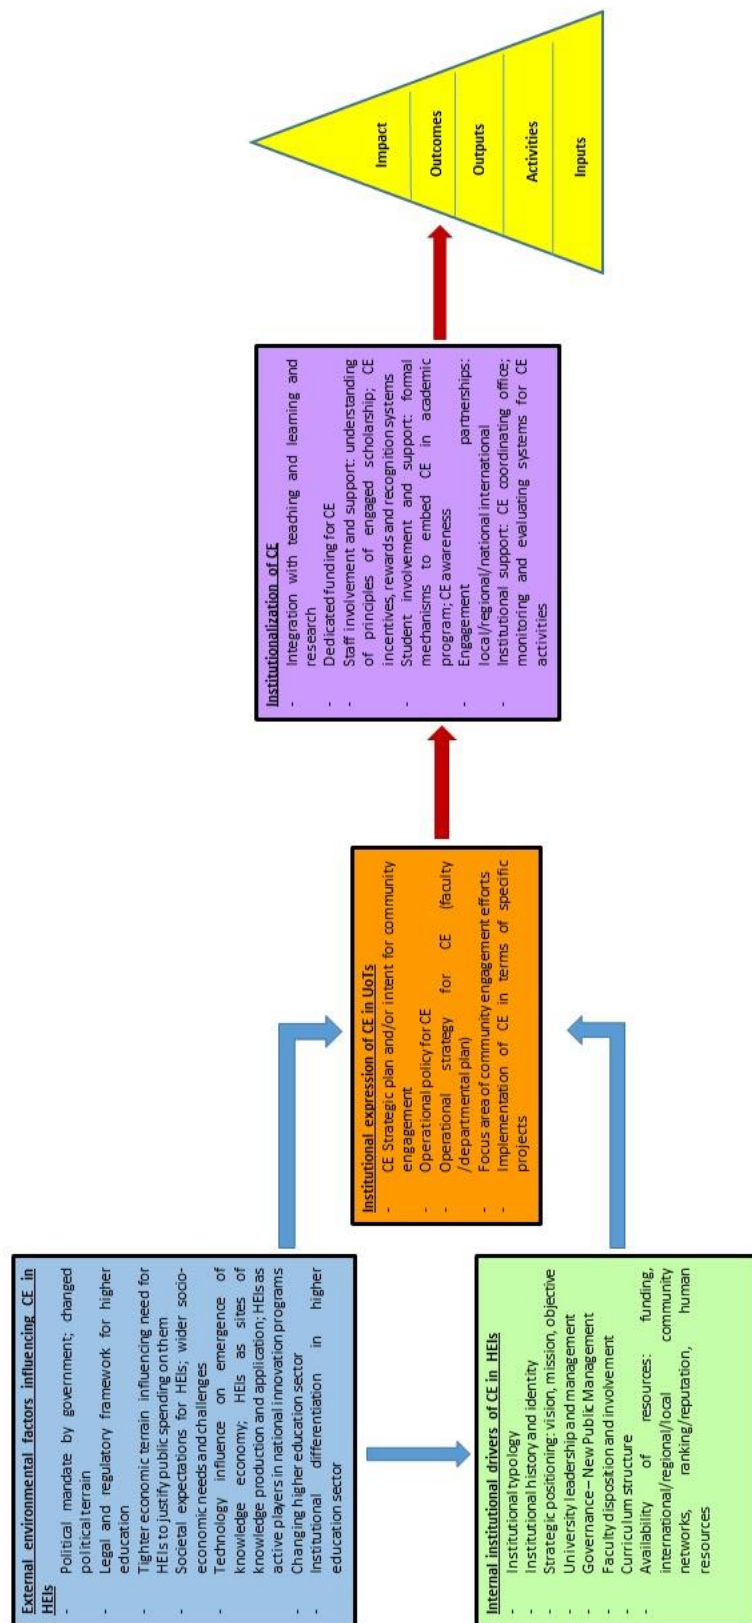 External environmental factors influencing CE in
HEIs
- Political mandate by government; changed
political terrain
- Legal and regulatory framework for higher
education
- Tighter economic terrain influencing need for
HEIs to justify public spending on them
- Societal expectations for HEIs; wider socio-
economic needs and challenges
- Technology influence on emergence of
knowledge economy; HEIs as sites of
knowledge production and application; HEIs as
active players in national innovation programs
- Changing higher education sector
- Institutional differentiation in higher
education sector
Internal institutional drivers of CE in HEIs
- Institutional typology
- Institutional history and identity
- Strategic positioning: vision, mission, objective
- University leadership and management
- Governance – New Public Management
- Faculty disposition and involvement
- Curriculum structure
- Availability of resources: funding,
international/regional/local community
networks, ranking/reputation, human
resources
Institutional expression of CE in UoTs
- CE Strategic plan and/or intent for community
engagement
- Operational policy for CE
- Operational strategy for CE (faculty
/departmental plan)
- Focus area of community engagement efforts
- Implementation of CE in terms of specific
projects
Institutionalization of CE
- Integration with teaching and learning and
research
- Dedicated funding for CE
- Staff involvement and support: understanding
of principles of engaged scholarship; CE
incentives, rewards and recognition systems
- Student involvement and support: formal
mechanisms to embed CE in academic
program; CE awareness
- Engagement partnerships:
local/regional/national international
- Institutional support: CE coordinating office;
monitoring and evaluating systems for CE
activities
Impact
Outcomes
Outputs
Activities
Inputs